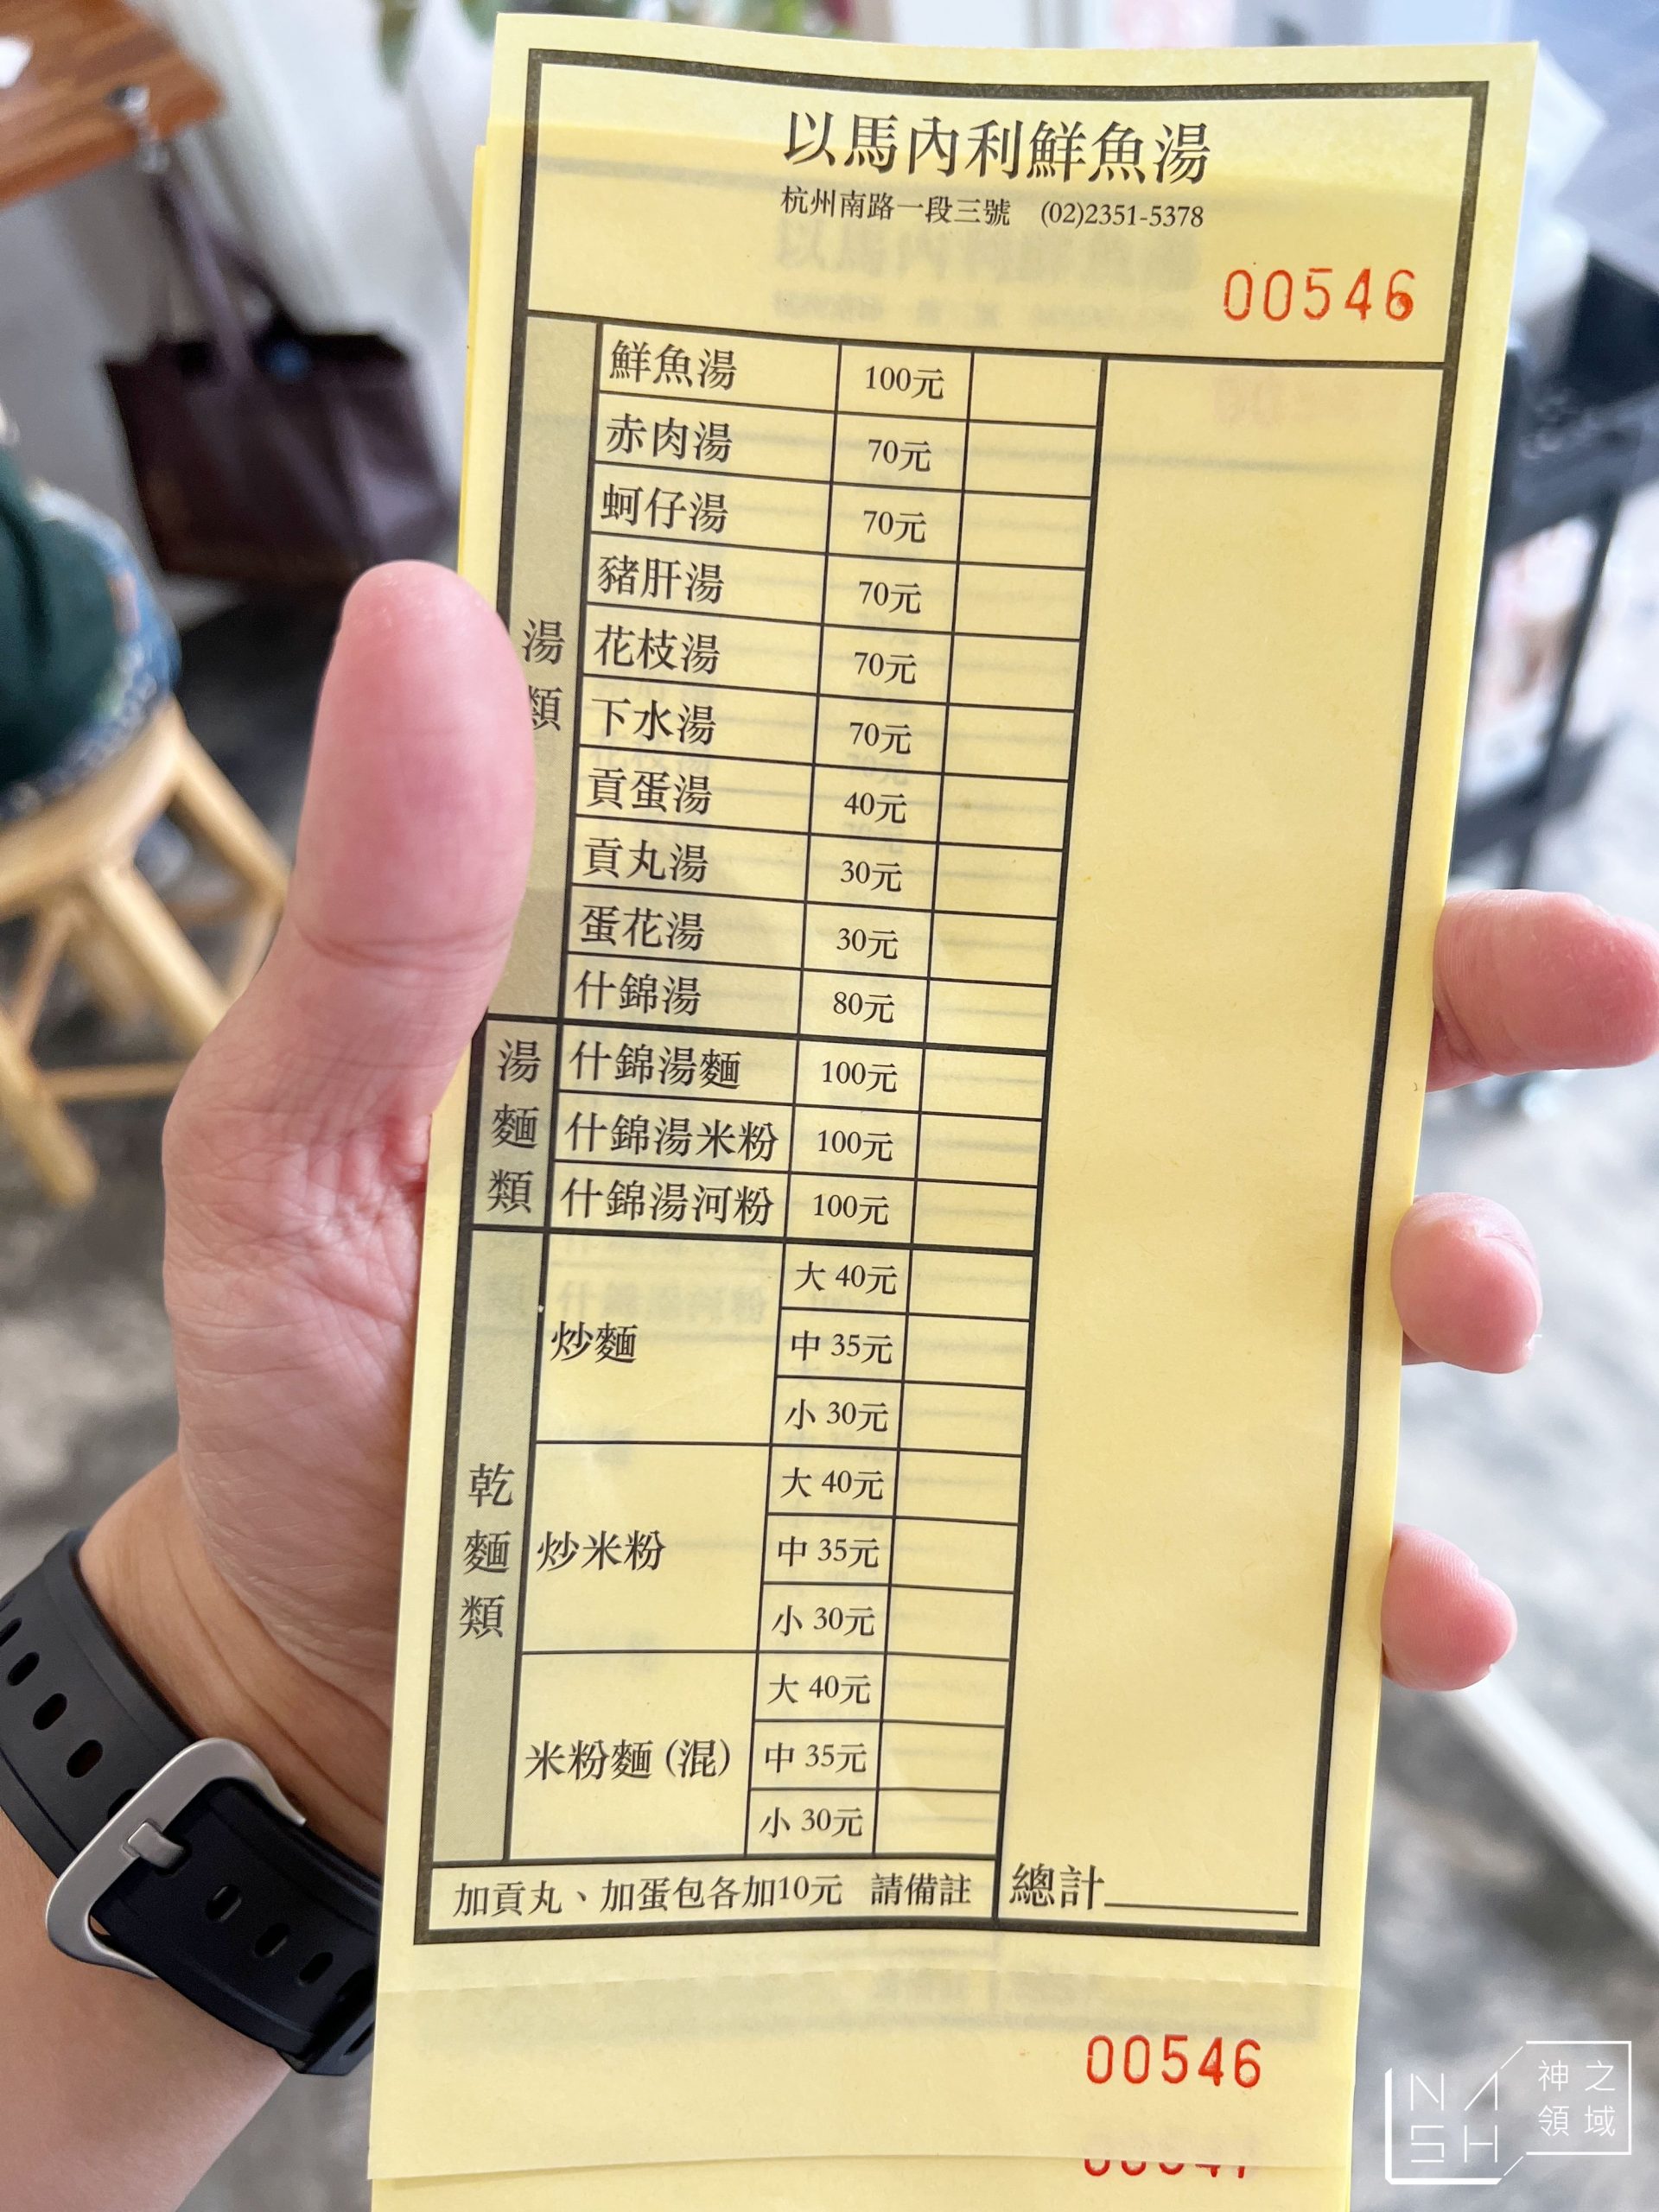 以馬內利鮮魚湯
杭州南路一段三號 (02)2351-5378
00546
湯類
鮮魚湯 100元
赤肉湯 70元
蚵仔湯 70元
豬肝湯 70元
花枝湯 70元
下水湯 70元
貢蛋湯 40元
貢丸湯 30元
蛋花湯 30元
什錦湯 80元
湯麵類
什錦湯麵 100元
什錦湯米粉 100元
什錦湯河粉 100元
乾麵類
炒麵
大 40元
中 35元
小 30元
炒米粉
大 40元
中 35元
小 30元
米粉麵 (混)
大 40元
中 35元
小 30元
加貢丸、加蛋包各加10元 請備註
總計
00546
NASH
神之領域